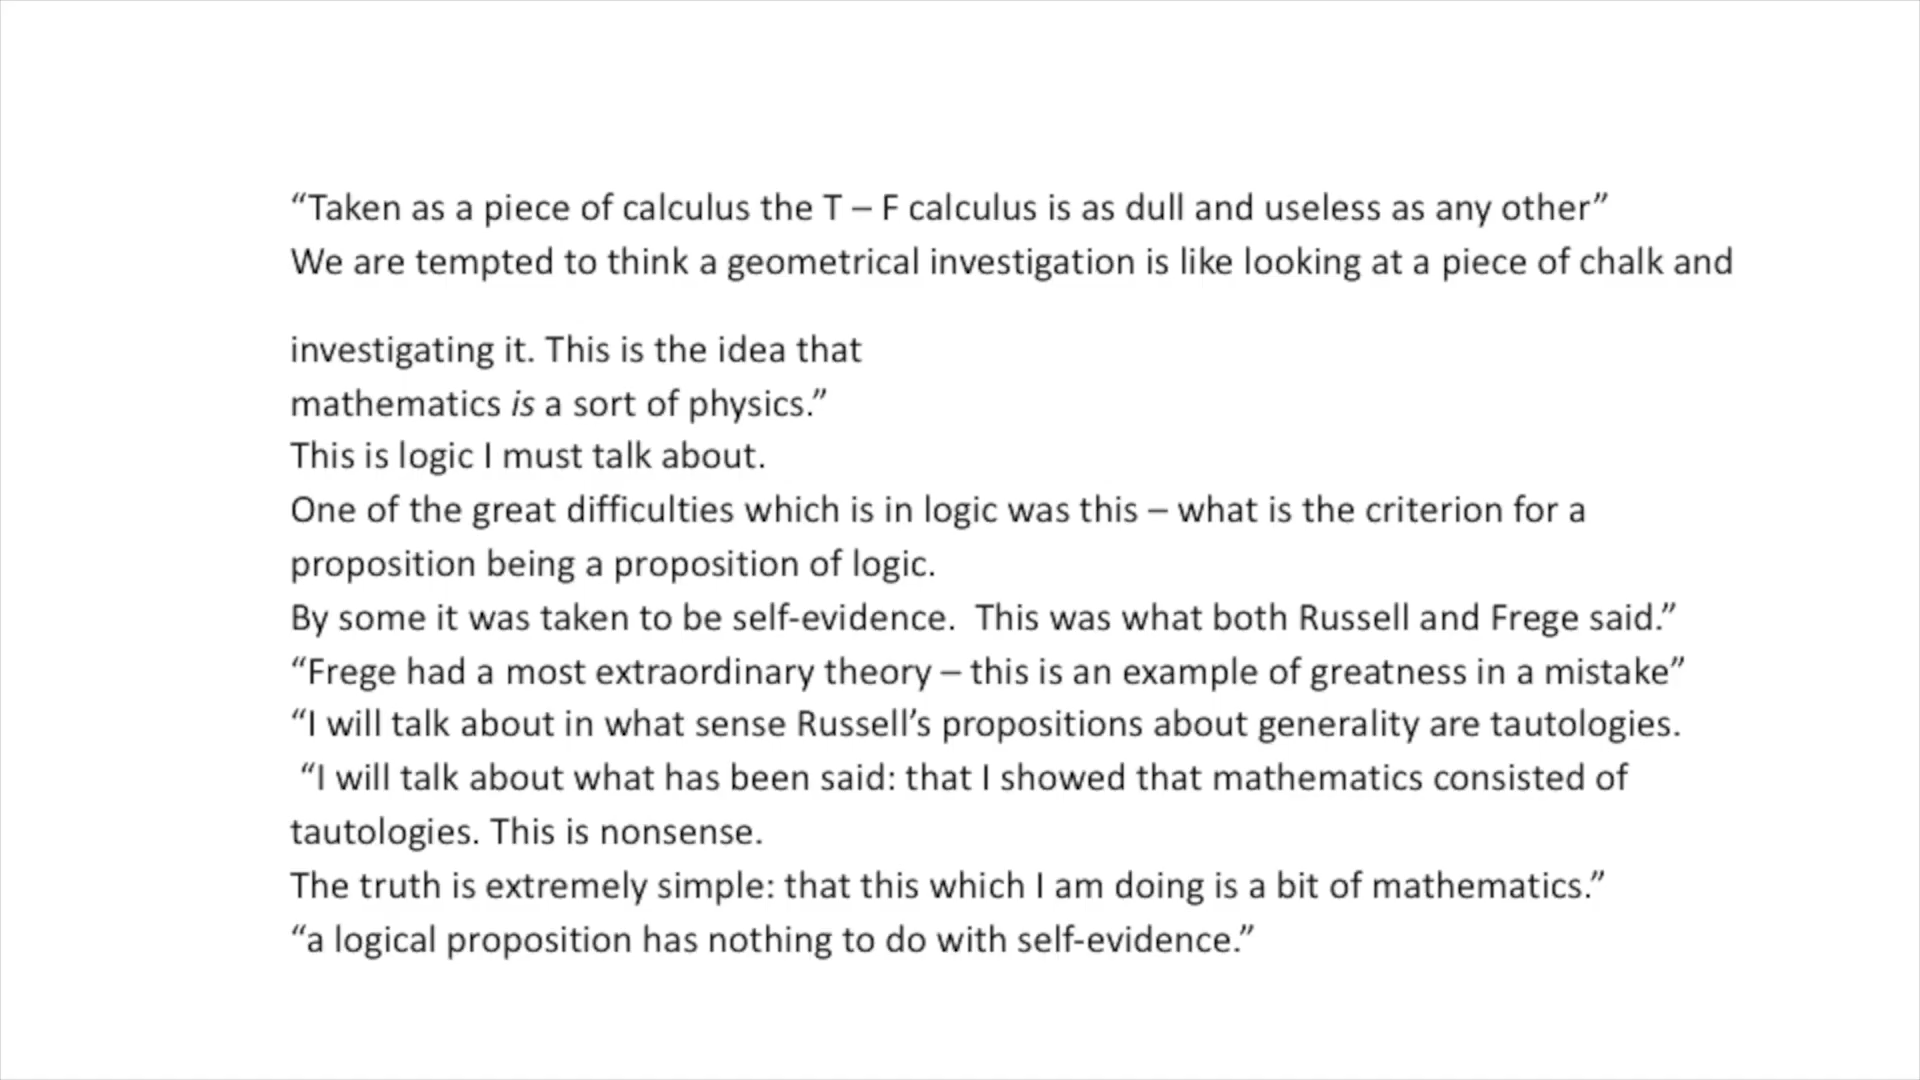 “Taken as a piece of calculus the T – F calculus is as dull and useless as any other”
We are tempted to think a geometrical investigation is like looking at a piece of chalk and
investigating it. This is the idea that
mathematics is a sort of physics.”
This is logic I must talk about.
One of the great difficulties which is in logic was this – what is the criterion for a
proposition being a proposition of logic.
By some it was taken to be self-evidence.  This was what both Russell and Frege said.”
“Frege had a most extraordinary theory – this is an example of greatness in a mistake”
“I will talk about in what sense Russell’s propositions about generality are tautologies.
“I will talk about what has been said: that I showed that mathematics consisted of
tautologies. This is nonsense.
The truth is extremely simple: that this which I am doing is a bit of mathematics.”
“a logical proposition has nothing to do with self-evidence.”